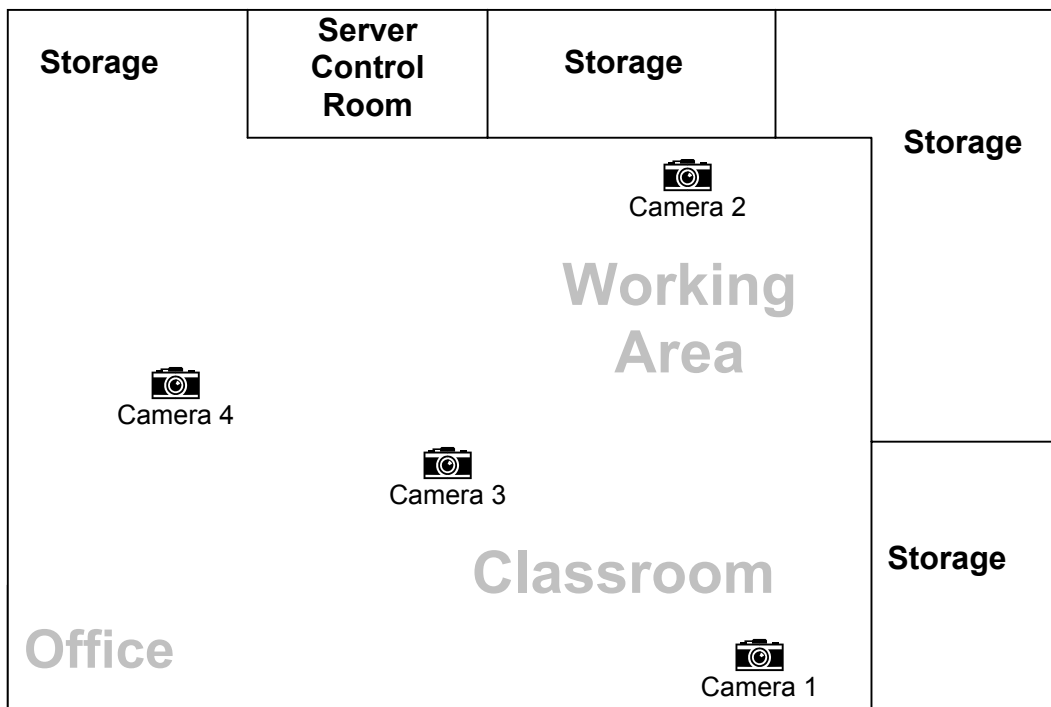 Storage
Server
Control
Room
Storage
Storage
Camera 2
Working
Area
Camera 4
Camera 3
Classroom
Storage
Office
Camera 1